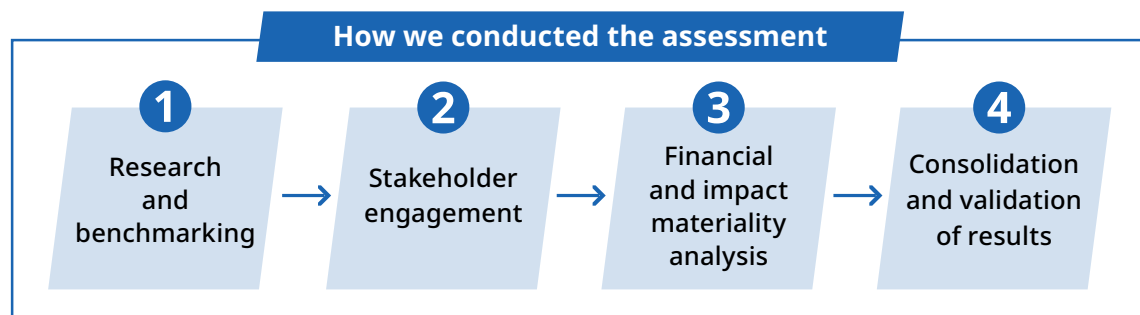 How we conducted the assessment
1
Research
and
benchmarking
2
Stakeholder
engagement
3
Financial
and impact
materiality
analysis
4
Consolidation
and validation
of results